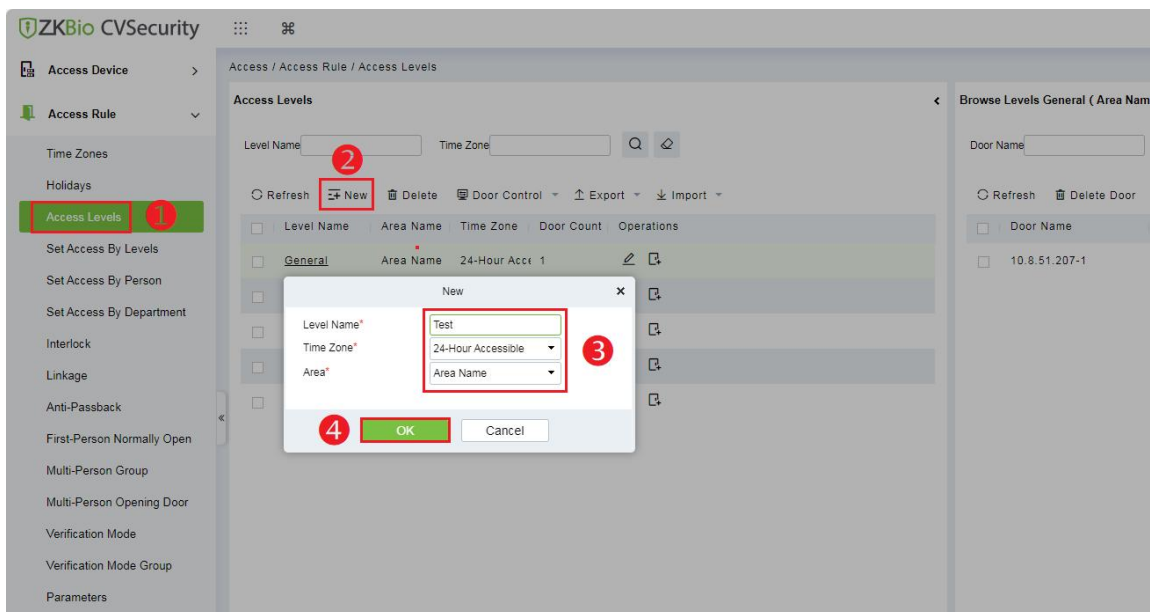 ZKBio CVSecurity
Access Device
Access Rule
Time Zones
Holidays
Access Levels
1
Set Access By Levels
Set Access By Person
Set Access By Department
Interlock
Linkage
Anti-Passback
First-Person Normally Open
Multi-Person Group
Multi-Person Opening Door
Verification Mode
Verification Mode Group
Parameters
Access / Access Rule / Access Levels
Access Levels
Level Name Time Zone
2
Refresh New Delete Door Control Export Import
Level Name Area Name Time Zone Door Count Operations
General Area Name 24-Hour Acce 1
New
Level Name* Test
Time Zone* 24-Hour Accessible
3
Area* Area Name
4
OK Cancel
Browse Levels General ( Area Nam
Door Name
Refresh Delete Door
Door Name
10.8.51.207-1